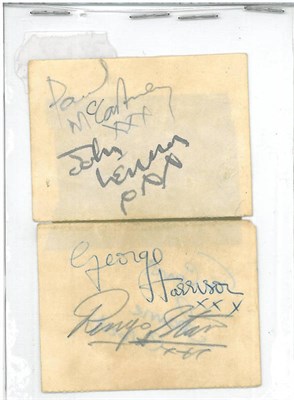 Paul
McCartney
xxx
John
Lennon
xxx
George
Harrison
xxx
Ringo Starr
xxx